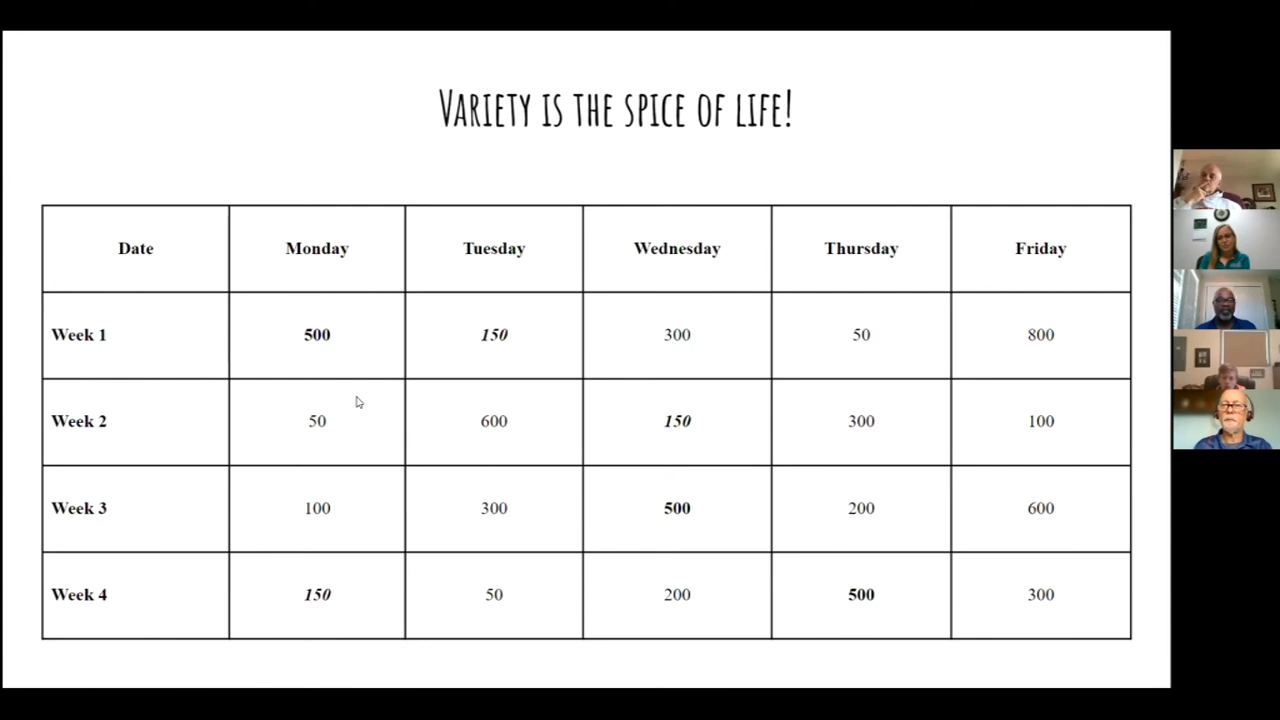 Variety is the spice of life!
Date Monday Tuesday Wednesday Thursday Friday
Week 1 500 150 300 50 800
Week 2 50 600 150 300 100
Week 3 100 300 500 200 600
Week 4 150 50 200 500 300